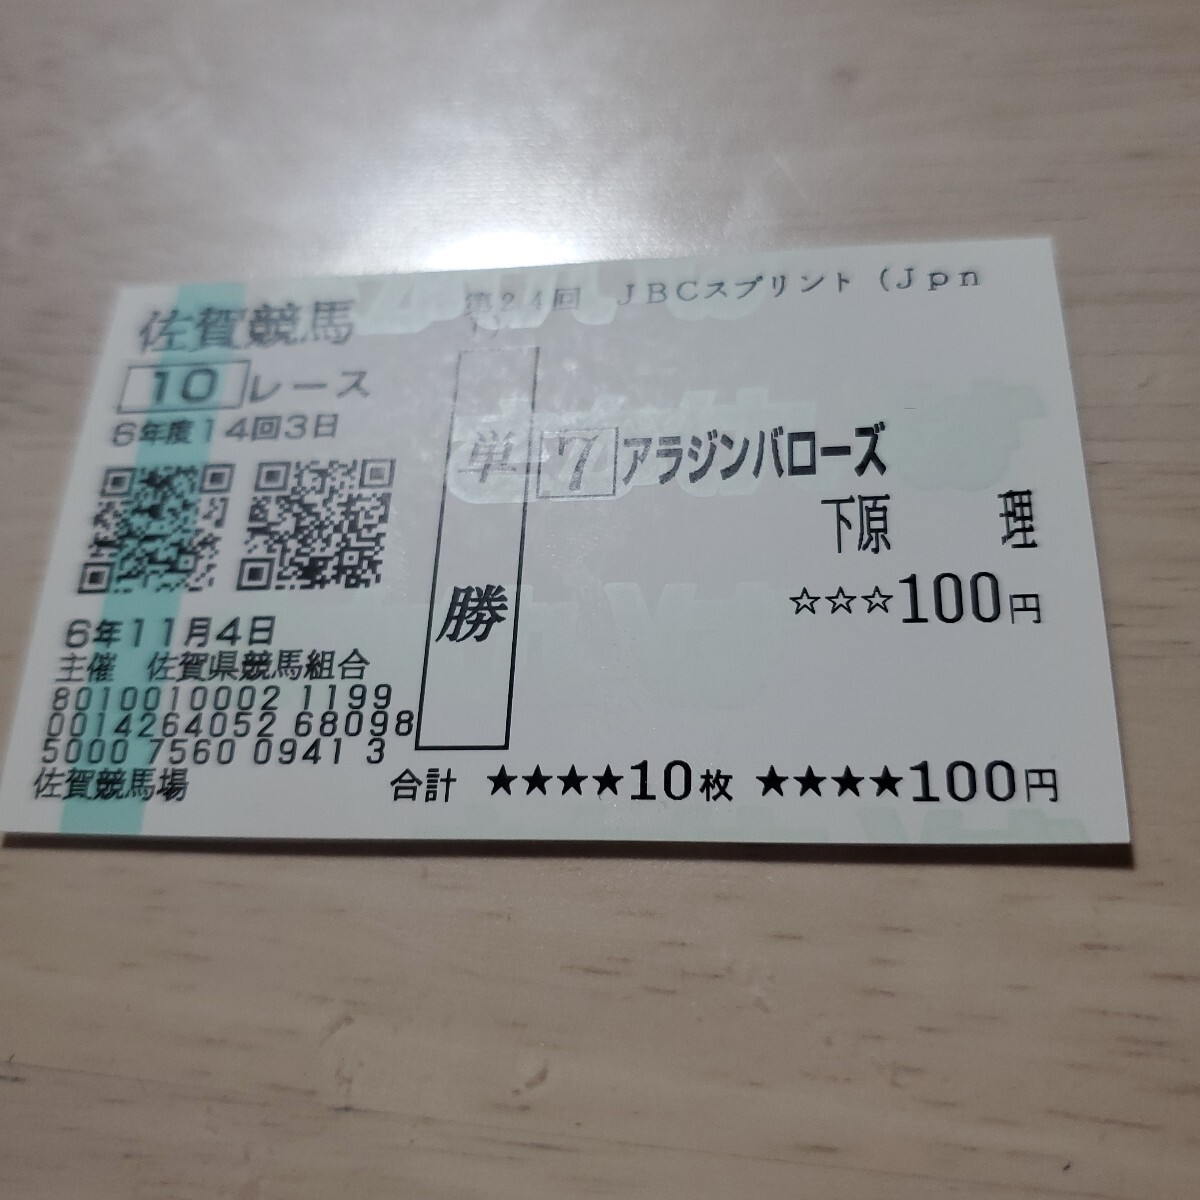 佐賀競馬
第24回 JBCスプリント(Jpn
10レース
6年度14回3日
単勝
7 アラジンバローズ
下原 理
☆☆☆100円
6年11月4日
主催 佐賀県競馬組合
8010010002 1199
0014264052 68098
5000 7560 0941 3
佐賀競馬場
合計 ★★★★10枚 ★★★★100円